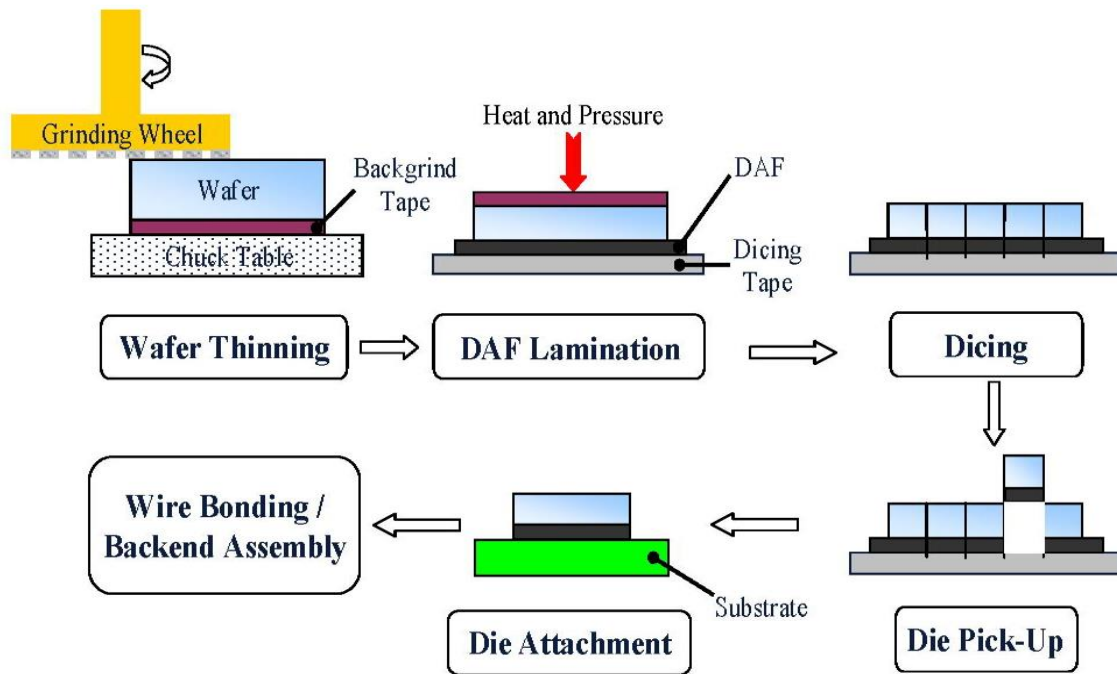 Grinding Wheel
Wafer
Chuck Table
Backgrind
Tape
Heat and Pressure
DAF
Dicing
Tape
Wafer Thinning
DAF Lamination
Dicing
Wire Bonding /
Backend Assembly
Substrate
Die Attachment
Die Pick-Up